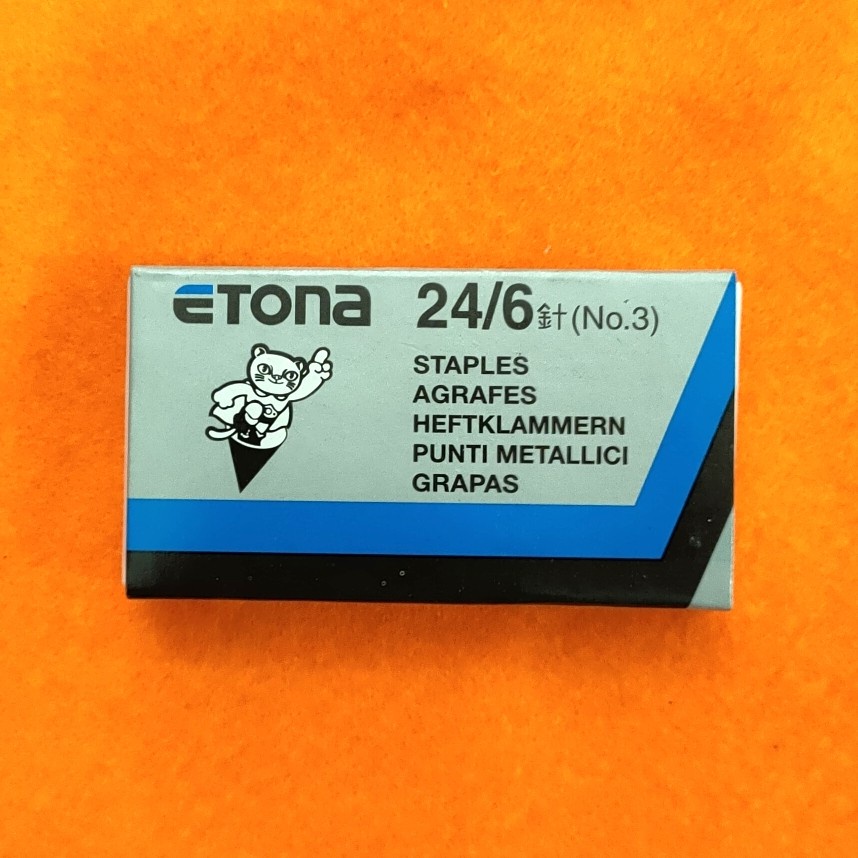 ETONA
24/6針(No.3)
STAPLES
AGRAFES
HEFTKLAMMERN
PUNTI METALLICI
GRAPAS